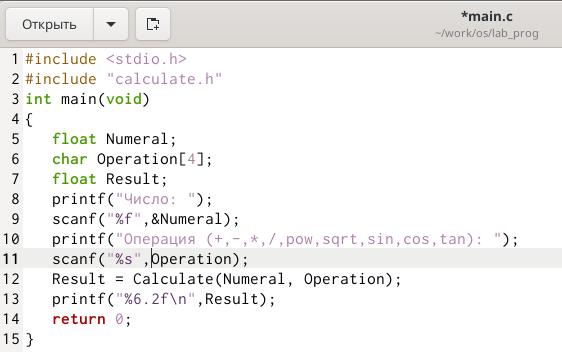 Открыть
*main.c
~/work/os/lab_prog
1 #include <stdio.h>
2 #include "calculate.h"
3 int main(void)
4 {
5    float Numeral;
6    char Operation[4];
7    float Result;
8    printf("Число: ");
9    scanf("%f",&Numeral);
10    printf("Операция (+,-,*,/,pow,sqrt,sin,cos,tan): ");
11    scanf("%s",Operation);
12    Result = Calculate(Numeral, Operation);
13    printf("%6.2f\n",Result);
14    return 0;
15 }